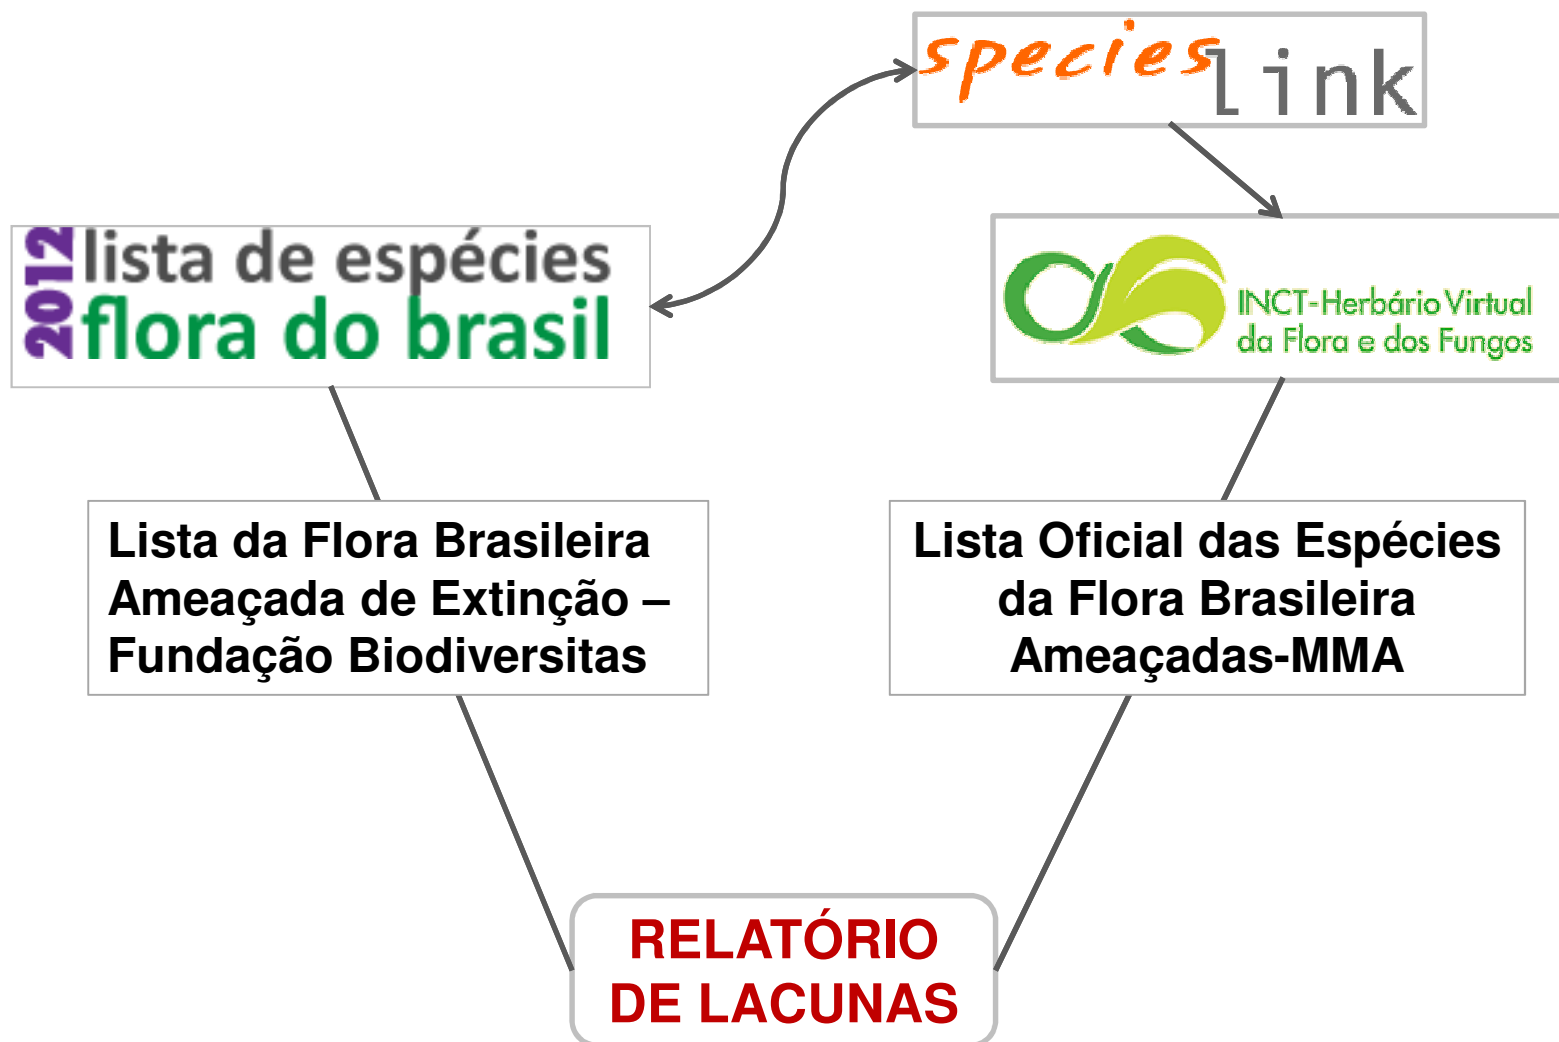 species link
2012
lista de espécies
flora do brasil
INCT-Herbário Virtual
da Flora e dos Fungos
Lista da Flora Brasileira
Ameaçada de Extinção –
Fundação Biodiversitas
Lista Oficial das Espécies
da Flora Brasileira
Ameaçadas-MMA
RELATÓRIO
DE LACUNAS